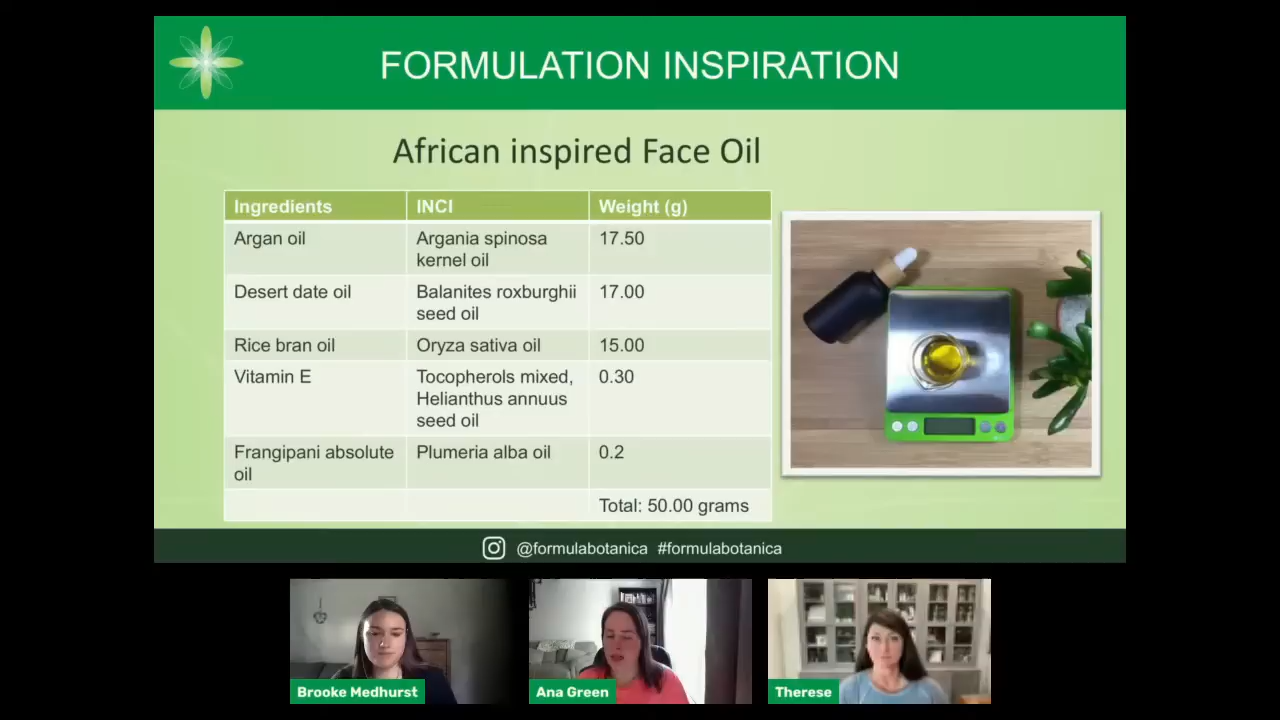 FORMULATION INSPIRATION
African inspired Face Oil
Ingredients INCI Weight (g)
Argan oil Argania spinosa 17.50
kernel oil
Desert date oil Balanites roxburghii 17.00
seed oil
Rice bran oil Oryza sativa oil 15.00
Vitamin E Tocopherols mixed, 0.30
Helianthus annuus
seed oil
Frangipani absolute Plumeria alba oil 0.2
oil
Total: 50.00 grams
@formulabotanica #formulabotanica
Brooke Medhurst Ana Green Therese